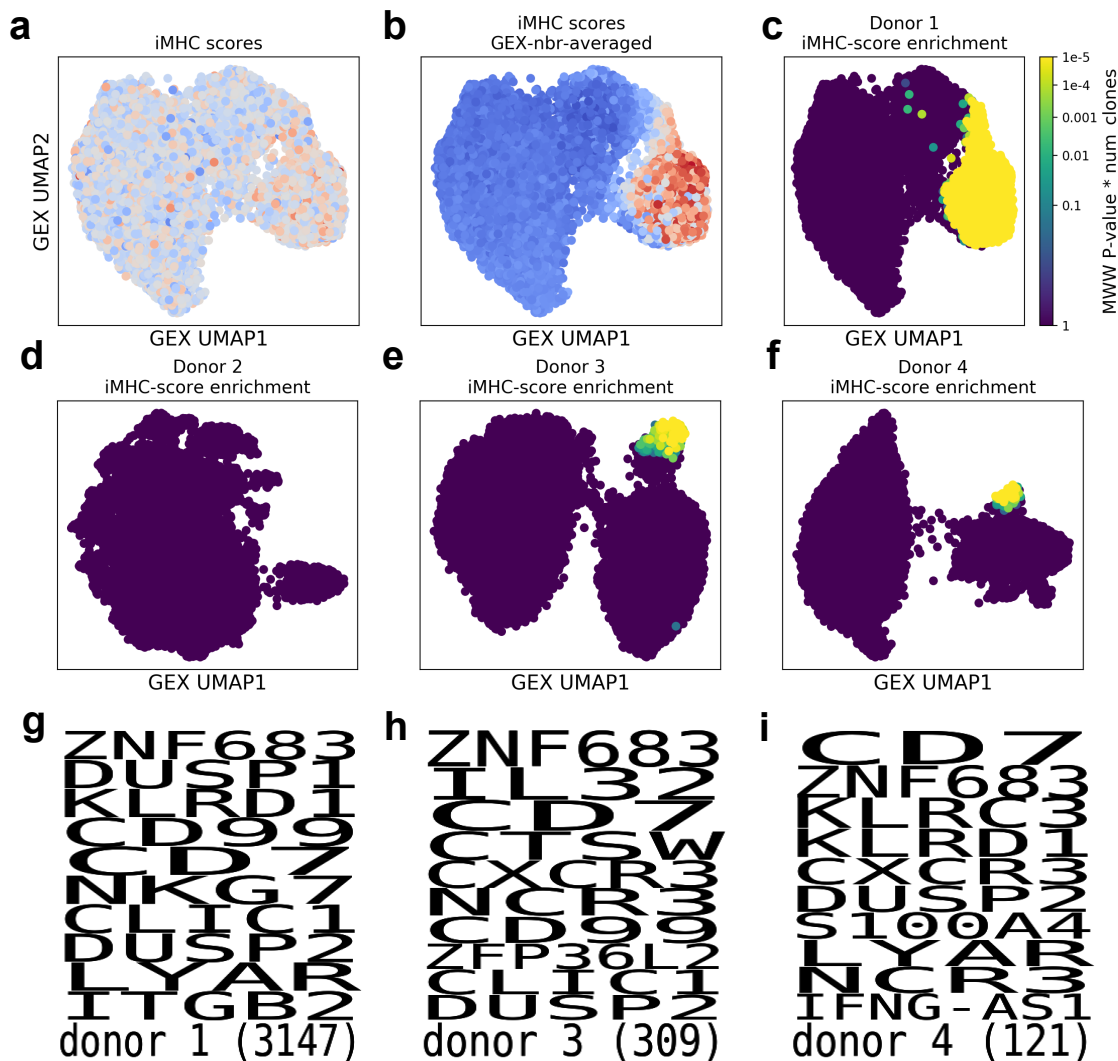 a
iMHC scores
GEX UMAP2
GEX UMAP1
b
iMHC scores
GEX-nbr-averaged
GEX UMAP1
c
Donor 1
iMHC-score enrichment
1e-5
1e-4
0.001
0.01
0.1
1
MWW P-value * num clones
d
Donor 2
iMHC-score enrichment
GEX UMAP1
e
Donor 3
iMHC-score enrichment
GEX UMAP1
f
Donor 4
iMHC-score enrichment
GEX UMAP1
g
ZNF683
DUSP1
KLRD1
CD99
CD7
NKG7
CLIC1
DUSP2
LYAR
ITGB2
donor 1 (3147)
h
ZNF683
IL32
CD7
CTSW
CXCR3
NCR3
CD99
ZFP36L2
CLIC1
DUSP2
donor 3 (309)
i
CD7
ZNF683
KLRC3
KLRD1
CXCR3
DUSP2
S100A4
LYAR
NCR3
IFNG-AS1
donor 4 (121)